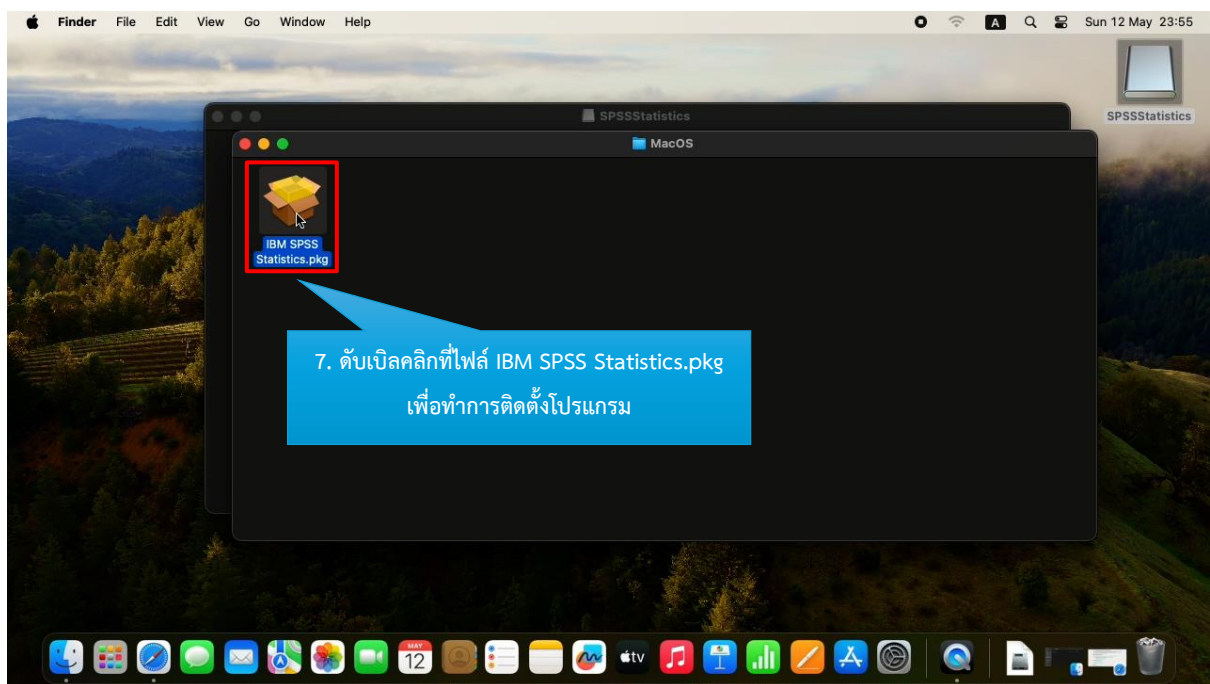 Finder File Edit View Go Window Help
A
Sun 12 May 23:55
SPSSStatistics
SPSSStatistics
MacOS
IBM SPSS
Statistics.pkg
7. ดับเบิลคลิกที่ไฟล์ IBM SPSS Statistics.pkg
เพื่อทำการติดตั้งโปรแกรม
MAY
12
tv